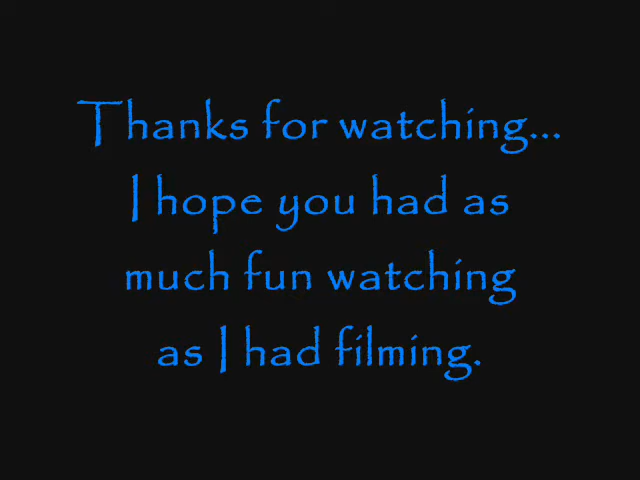 Thanks for watching...
I hope you had as
much fun watching
as I had filming.